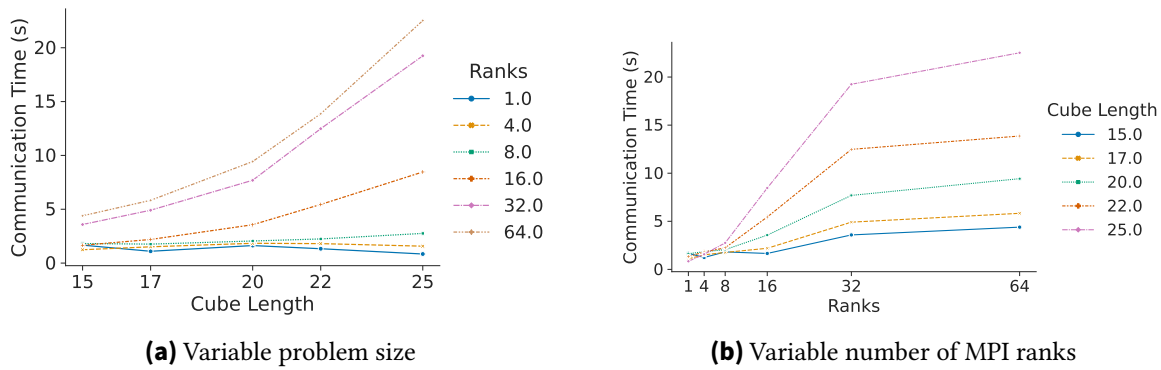 Communication Time (s)
20
15
10
5
0
15 17 20 22 25
Cube Length
Ranks
1.0
4.0
8.0
16.0
32.0
64.0
(a) Variable problem size
Communication Time (s)
20
15
10
5
0
1 4 8 16 32 64
Ranks
Cube Length
15.0
17.0
20.0
22.0
25.0
(b) Variable number of MPI ranks